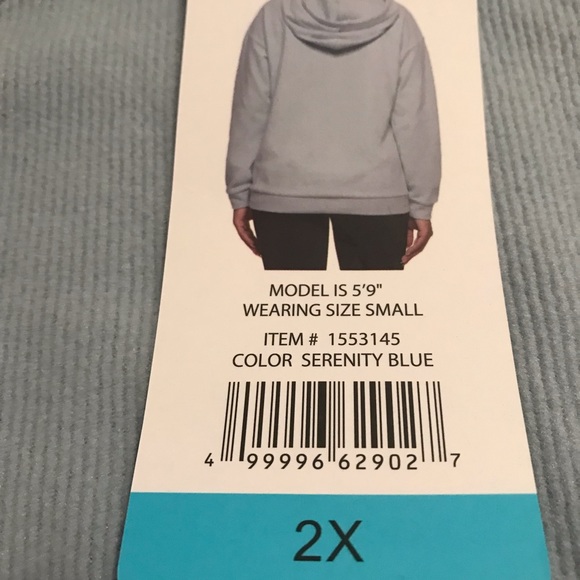 MODEL IS 5'9"
WEARING SIZE SMALL
ITEM # 1553145
COLOR SERENITY BLUE
4 99996 62902 7
2X